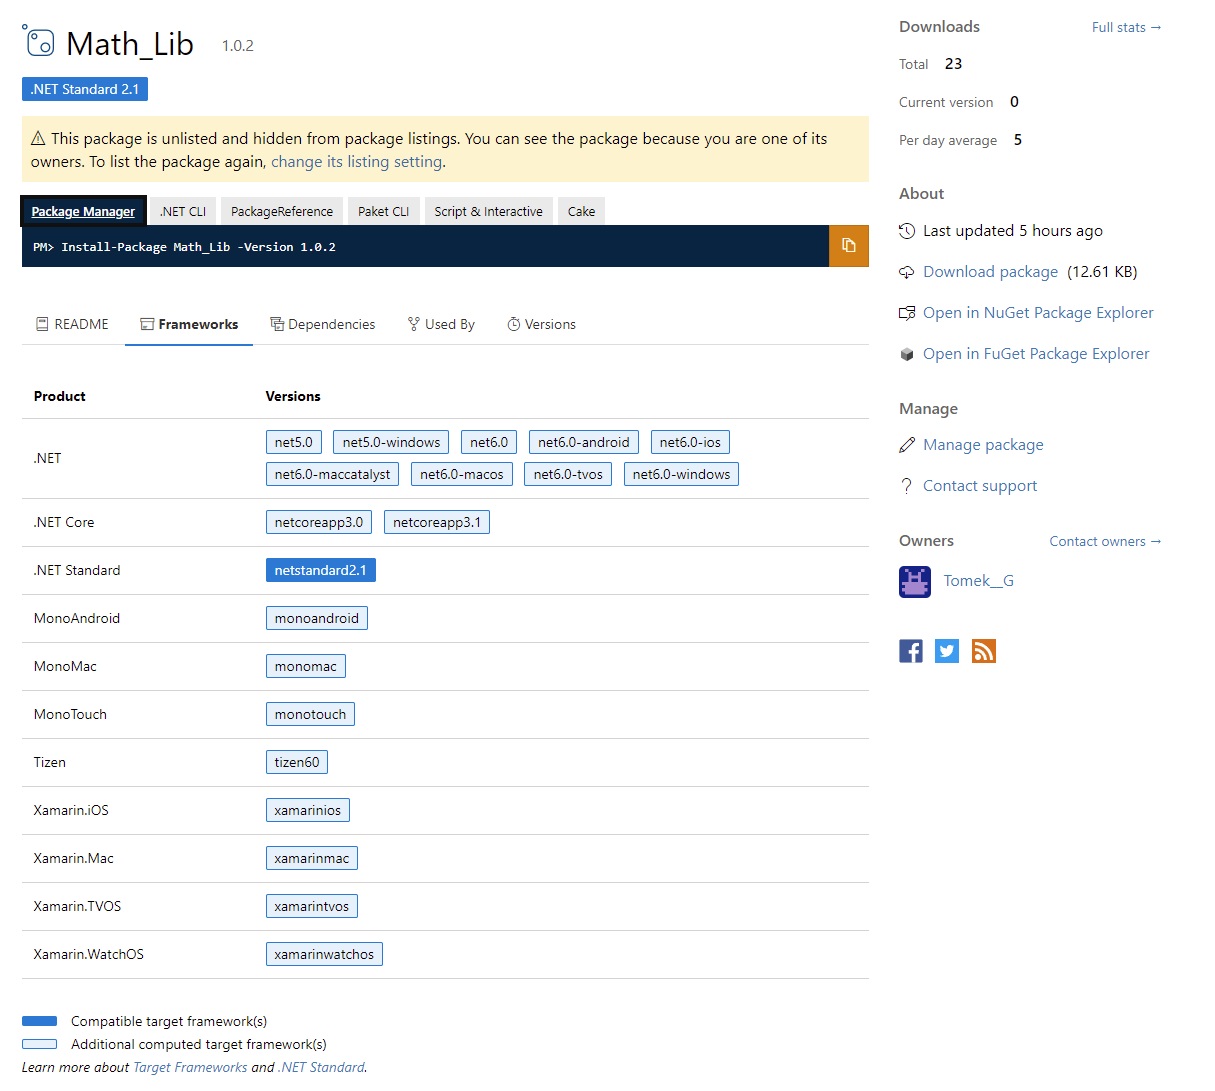 Math_Lib 1.0.2
.NET Standard 2.1
This package is unlisted and hidden from package listings. You can see the package because you are one of its
owners. To list the package again, change its listing setting.
Package Manager .NET CLI PackageReference Paket CLI Script & Interactive Cake
PM> Install-Package Math_Lib -Version 1.0.2
README Frameworks Dependencies Used By Versions
Product Versions
.NET net5.0 net5.0-windows net6.0 net6.0-android net6.0-ios
net6.0-maccatalyst net6.0-macos net6.0-tvos net6.0-windows
.NET Core netcoreapp3.0 netcoreapp3.1
.NET Standard netstandard2.1
MonoAndroid monoandroid
MonoMac monomac
MonoTouch monotouch
Tizen tizen60
Xamarin.iOS xamarinios
Xamarin.Mac xamarinmac
Xamarin.TVOS xamarintvos
Xamarin.WatchOS xamarinwatchos
Compatible target framework(s)
Additional computed target framework(s)
Learn more about Target Frameworks and .NET Standard.
Downloads Full stats →
Total 23
Current version 0
Per day average 5
About
Last updated 5 hours ago
Download package (12.61 KB)
Open in NuGet Package Explorer
Open in FuGet Package Explorer
Manage
Manage package
? Contact support
Owners Contact owners →
Tomek__G